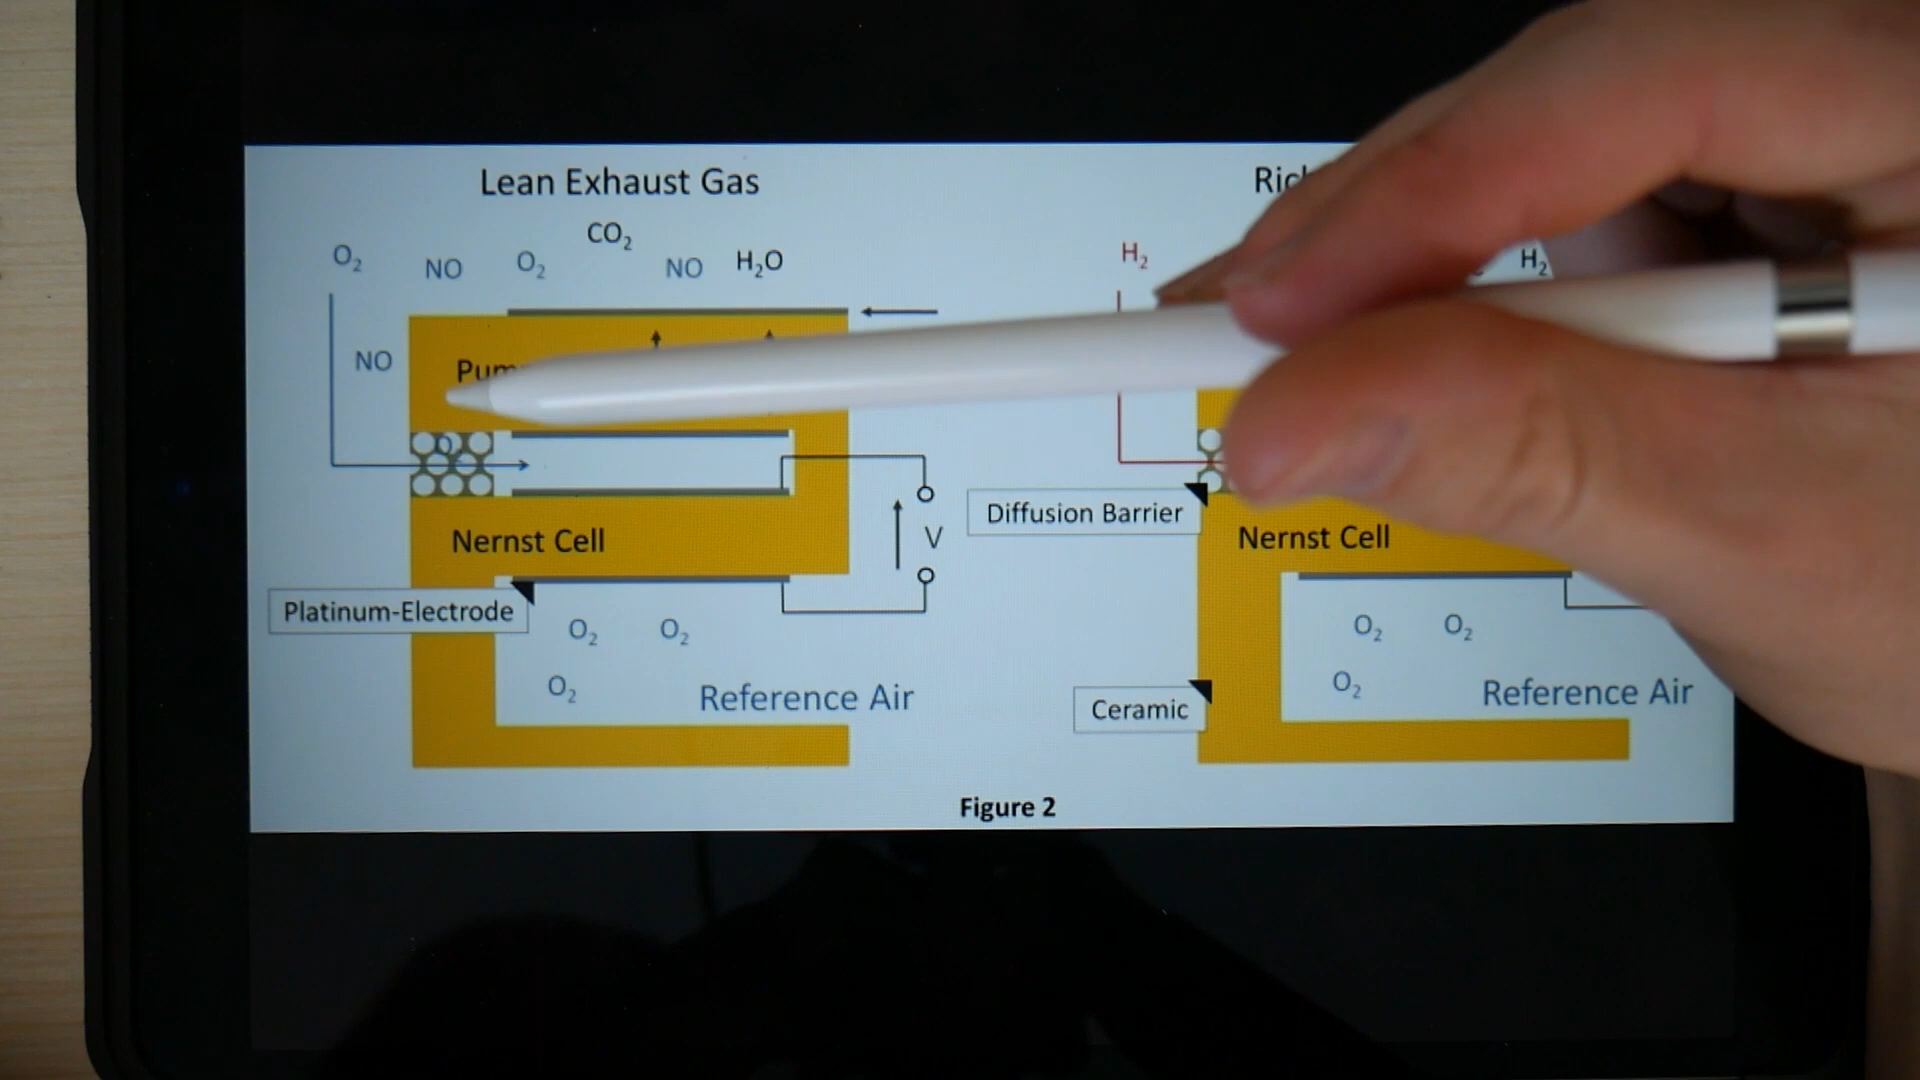 Lean Exhaust Gas
O₂ NO O₂ CO₂ NO H₂O
NO
O
Nernst Cell
V
Platinum-Electrode
O₂ O₂
O₂
Reference Air
H₂ H₂
Diffusion Barrier
Nernst Cell
O₂ O₂
O₂
Reference Air
Ceramic
Figure 2